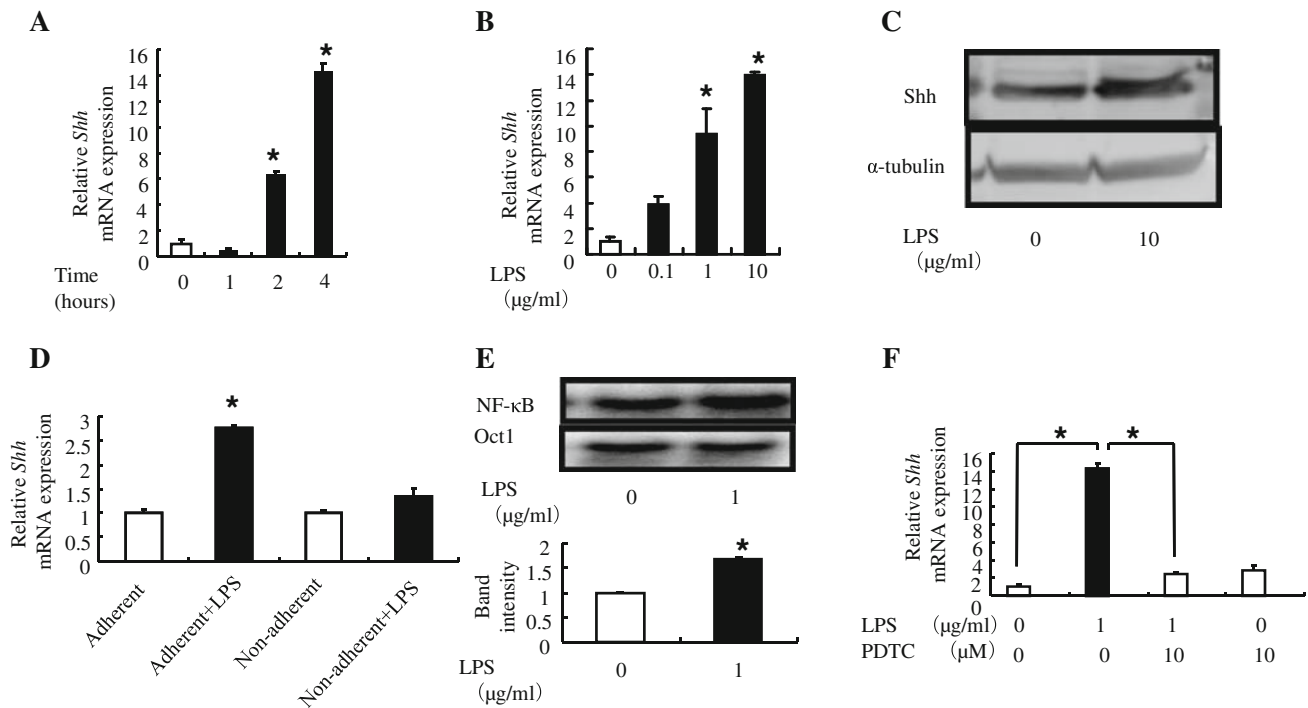 A
Relative Shh
mRNA expression
16
14
12
10
8
6
4
2
0
*
*
Time
(hours)
0 1 2 4
B
Relative Shh
mRNA expression
16
14
12
10
8
6
4
2
0
*
*
LPS
(μg/ml)
0 0.1 1 10
C
Shh
α-tubulin
LPS
(μg/ml)
0 10
D
Relative Shh
mRNA expression
3
2.5
2
1.5
1
0.5
*
Adherent
Adherent+LPS
Non-adherent
Non-adherent+LPS
E
NF-κB
Oct1
LPS
(μg/ml)
0 1
Band
intensity
2
1.5
1
0.5
0
*
LPS
(μg/ml)
0 1
F
Relative Shh
mRNA expression
16
14
12
10
8
6
4
2
0
* *
LPS (μg/ml) 0 1 1 0
PDTC (μM) 0 0 10 10